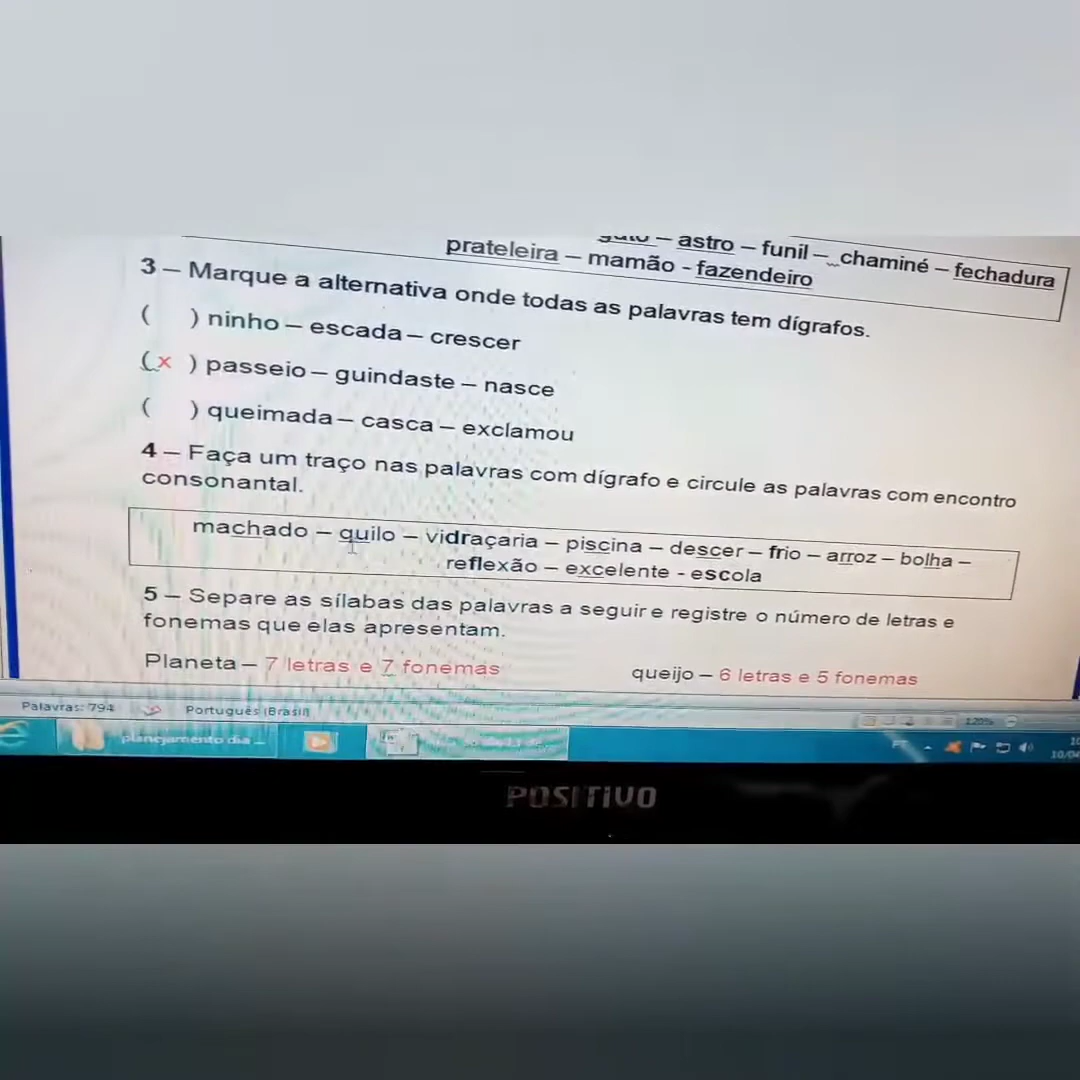 astro – funil – chaminé – fechadura
prateleira – mamão - fazendeiro
3 – Marque a alternativa onde todas as palavras tem dígrafos.
( ) ninho – escada – crescer
(x ) passeio – guindaste – nasce
( ) queimada – casca – exclamou
4 – Faça um traço nas palavras com dígrafo e circule as palavras com encontro
consonantal.
machado – quilo – vidraçaria – piscina – descer – frio – arroz – bolha –
reflexão – excelente - escola
5 – Separe as sílabas das palavras a seguir e registre o número de letras e
fonemas que elas apresentam.
Planeta – 7 letras e 7 fonemas queijo – 6 letras e 5 fonemas
Palavras: 794 Português (Brasil) 120%
planejamento dia ... PT
POSITIVO